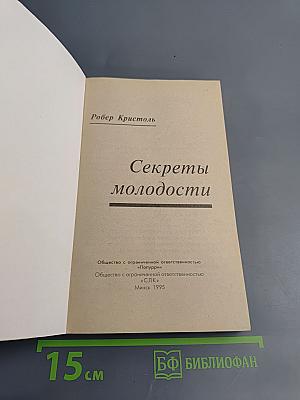 Робер Кристоль
Секреты
молодости
Общество с ограниченной ответственностью
«Попурри»
Общество с ограниченной ответственностью
«СЛК»
Минск 1995
15 см
БФ БИБЛИОФАН